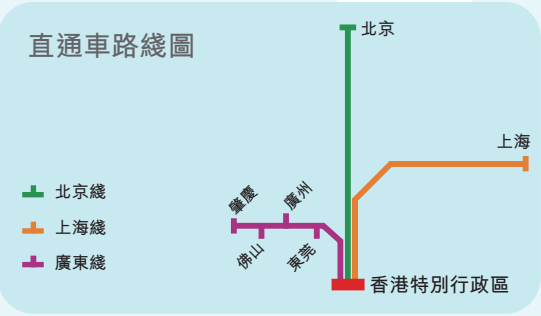 直通車路綫圖
北京
上海
北京綫
上海綫
廣東綫
肇慶
廣州
佛山
東莞
香港特別行政區